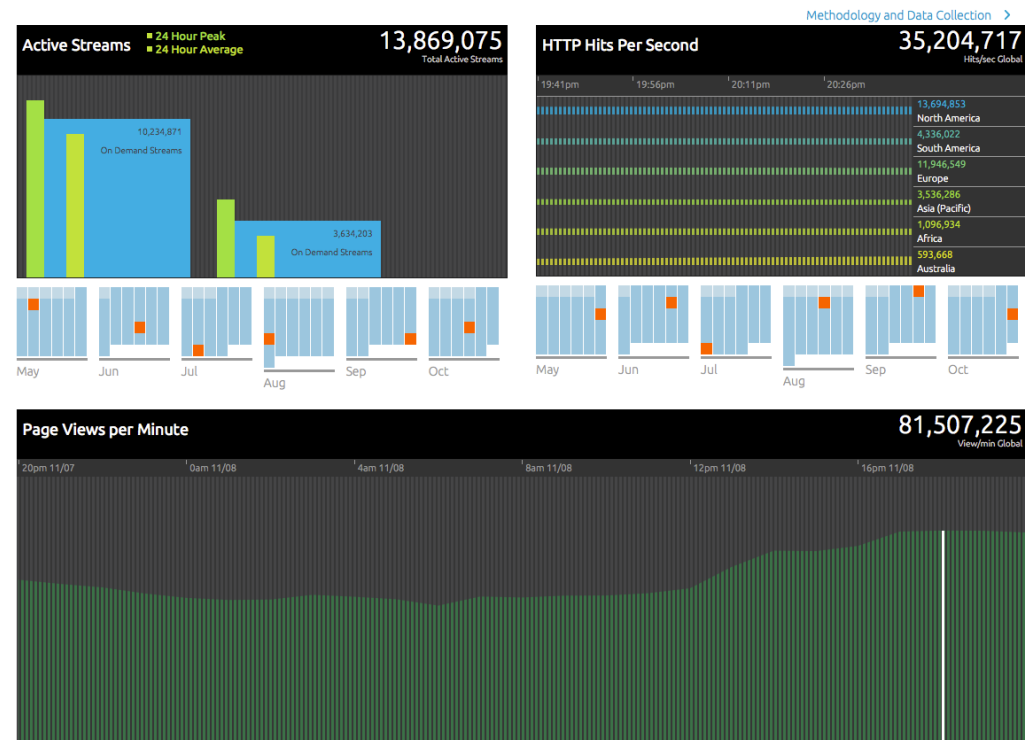 Methodology and Data Collection >
Active Streams
24 Hour Peak
24 Hour Average
13,869,075
Total Active Streams
10,234,871
On Demand Streams
3,634,203
On Demand Streams
May
Jun
Jul
Aug
Sep
Oct
HTTP Hits Per Second
35,204,717
Hits/sec Global
19:41pm
19:56pm
20:11pm
20:26pm
13,694,853
North America
4,336,022
South America
11,946,549
Europe
3,536,286
Asia (Pacific)
1,096,934
Africa
593,668
Australia
May
Jun
Jul
Aug
Sep
Oct
Page Views per Minute
81,507,225
View/min Global
20pm 11/07
0am 11/08
4am 11/08
8am 11/08
12pm 11/08
16pm 11/08